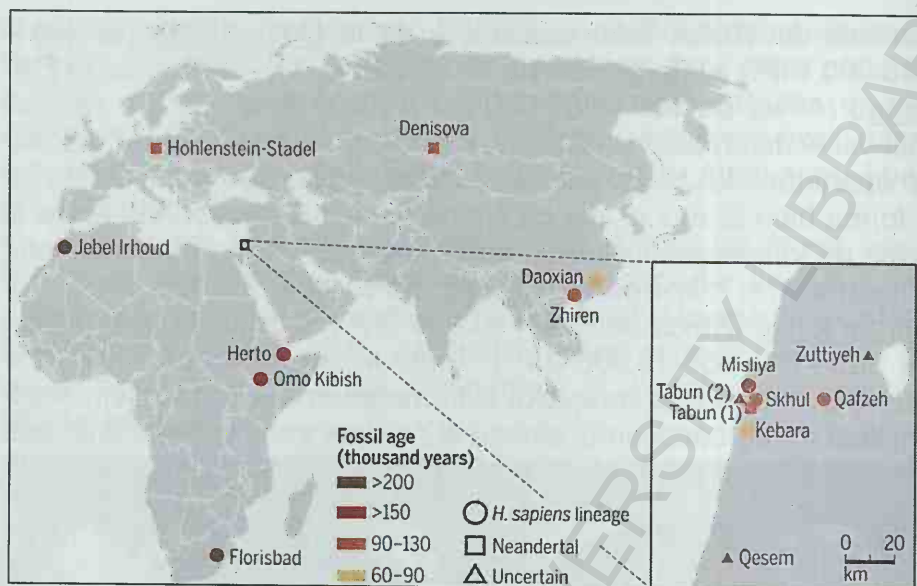 Hohlenstein-Stadel
Denisova
Jebel Irhoud
Daoxian
Zhiren
Herto
Omo Kibish
Florisbad
Fossil age
(thousand years)
>200
>150
90–130
60–90
H. sapiens lineage
Neandertal
Uncertain
Zuttiyeh
Misliya
Tabun (2)
Skhul
Qafzeh
Tabun (1)
Kebara
Qesem
0 20
km
VERSITY LIBRAR